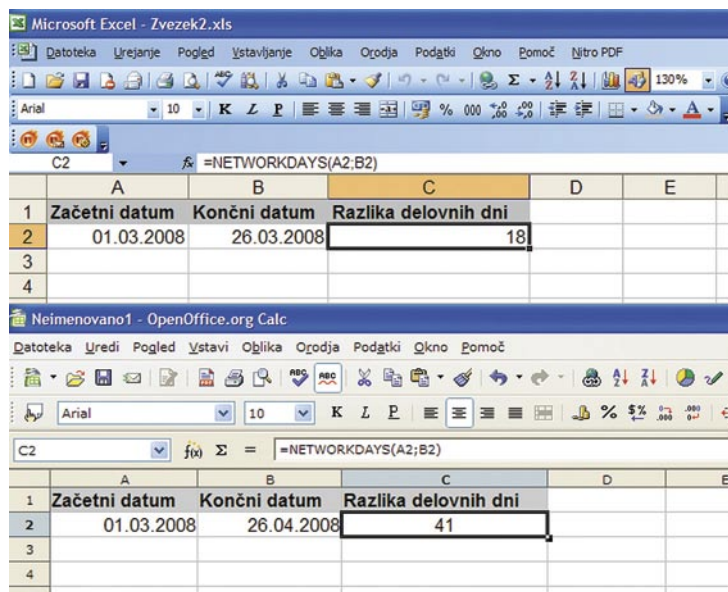 Microsoft Excel - Zvezek2.xls
Datoteka Urejanje Pogled Vstavljanje Oblika Orodja Podatki Okno Pomoč Nitro PDF
130%
Arial 10 K L P % 000
C2 fx =NETWORKDAYS(A2;B2)
A B C D E
1 Začetni datum Končni datum Razlika delovnih dni
2 01.03.2008 26.03.2008 18
3
4
Neimenovano1 - OpenOffice.org Calc
Datoteka Uredi Pogled Vstavi Oblika Orodja Podatki Okno Pomoč
ABC ABC
Arial 10 K L P % $%
C2 f(x) Σ = =NETWORKDAYS(A2;B2)
A B C D E
1 Začetni datum Končni datum Razlika delovnih dni
2 01.03.2008 26.04.2008 41
3
4